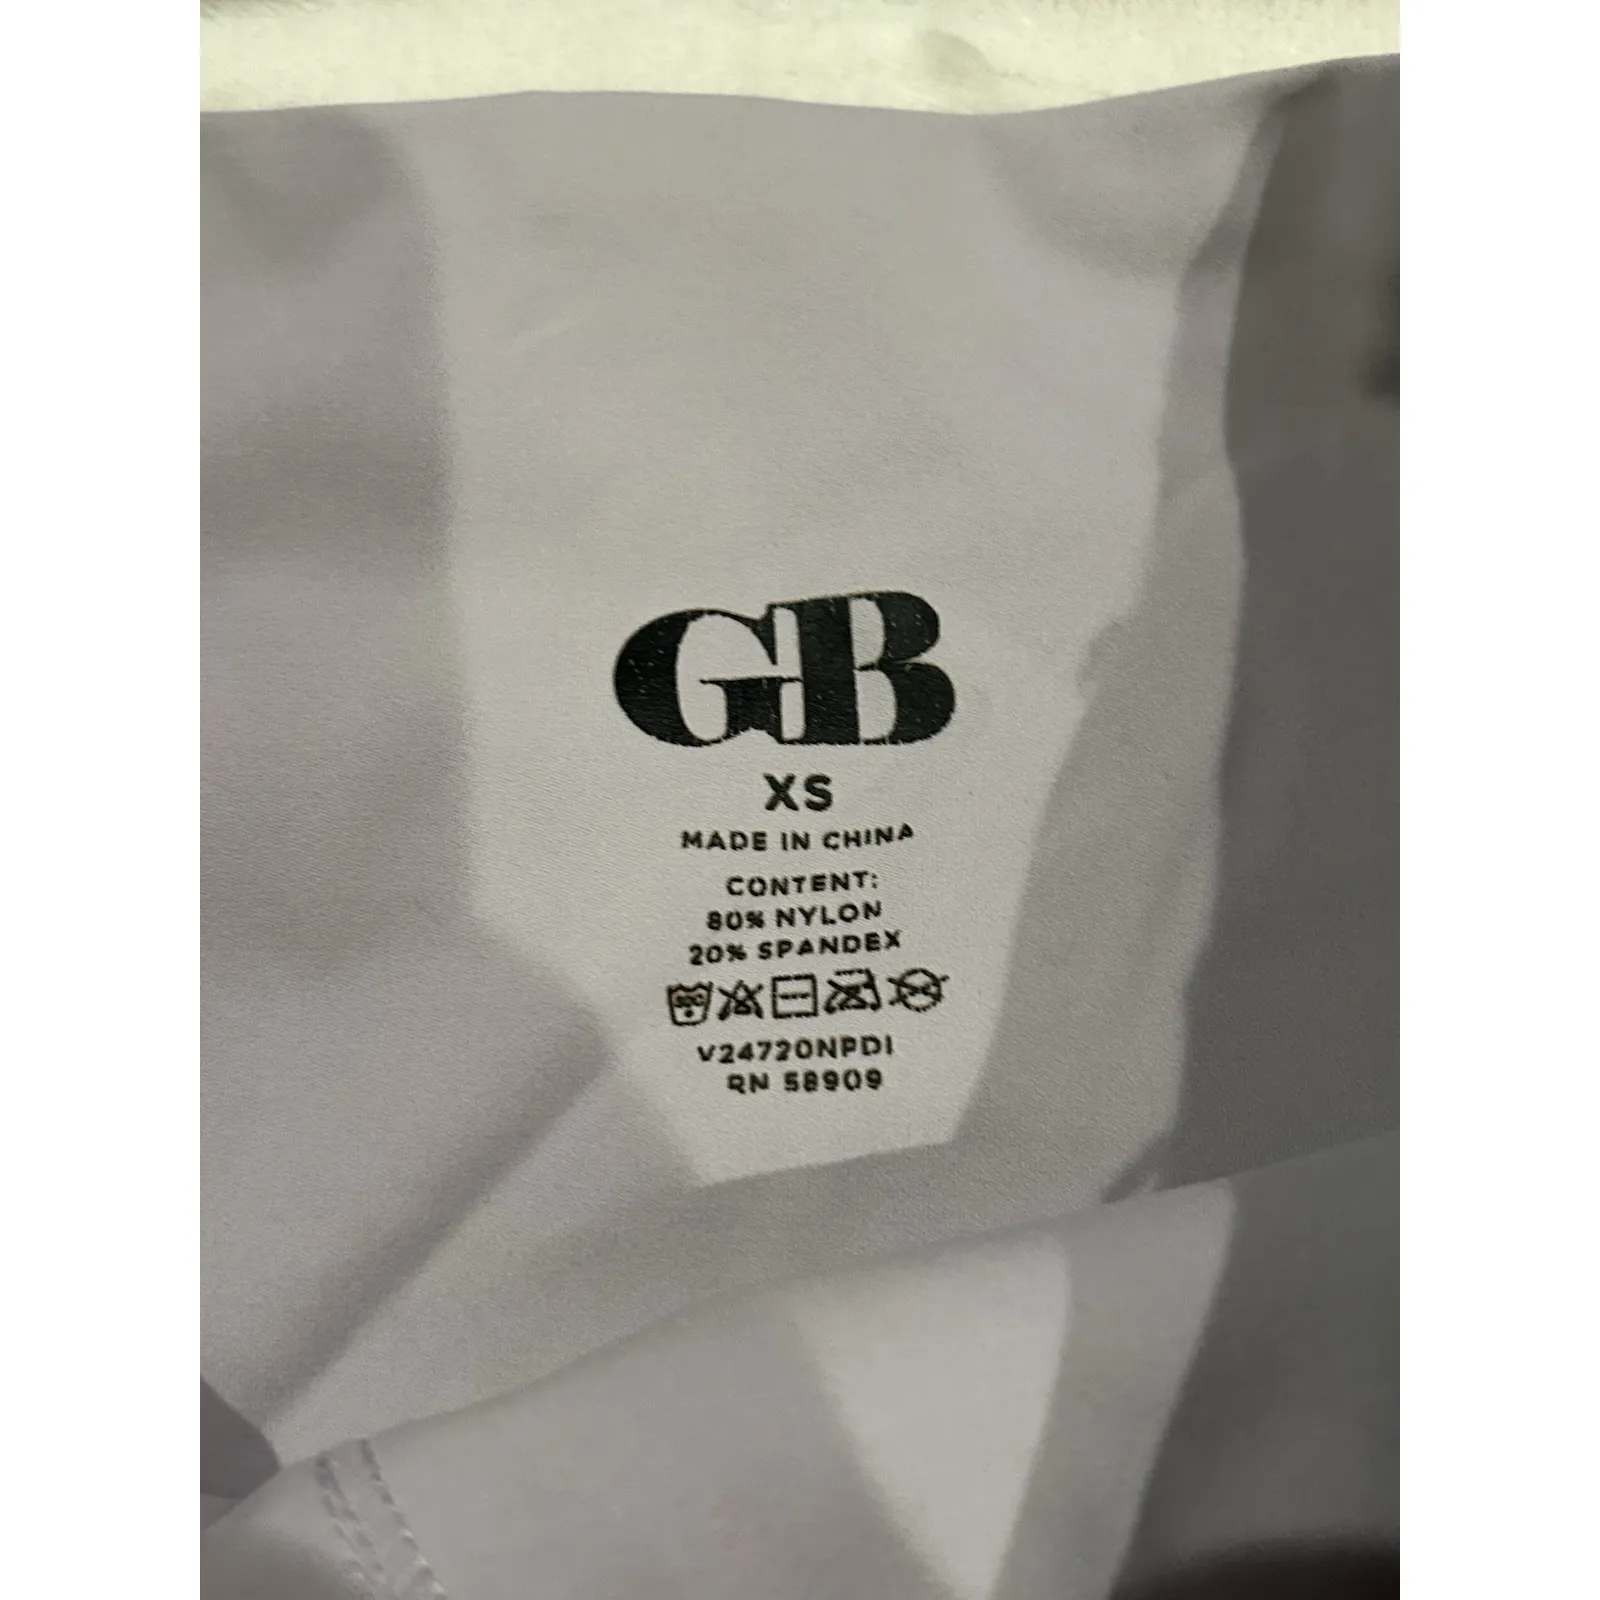 GB
XS
MADE IN CHINA
CONTENT:
80% NYLON
20% SPANDEX
V24720NPDI
RN 58909